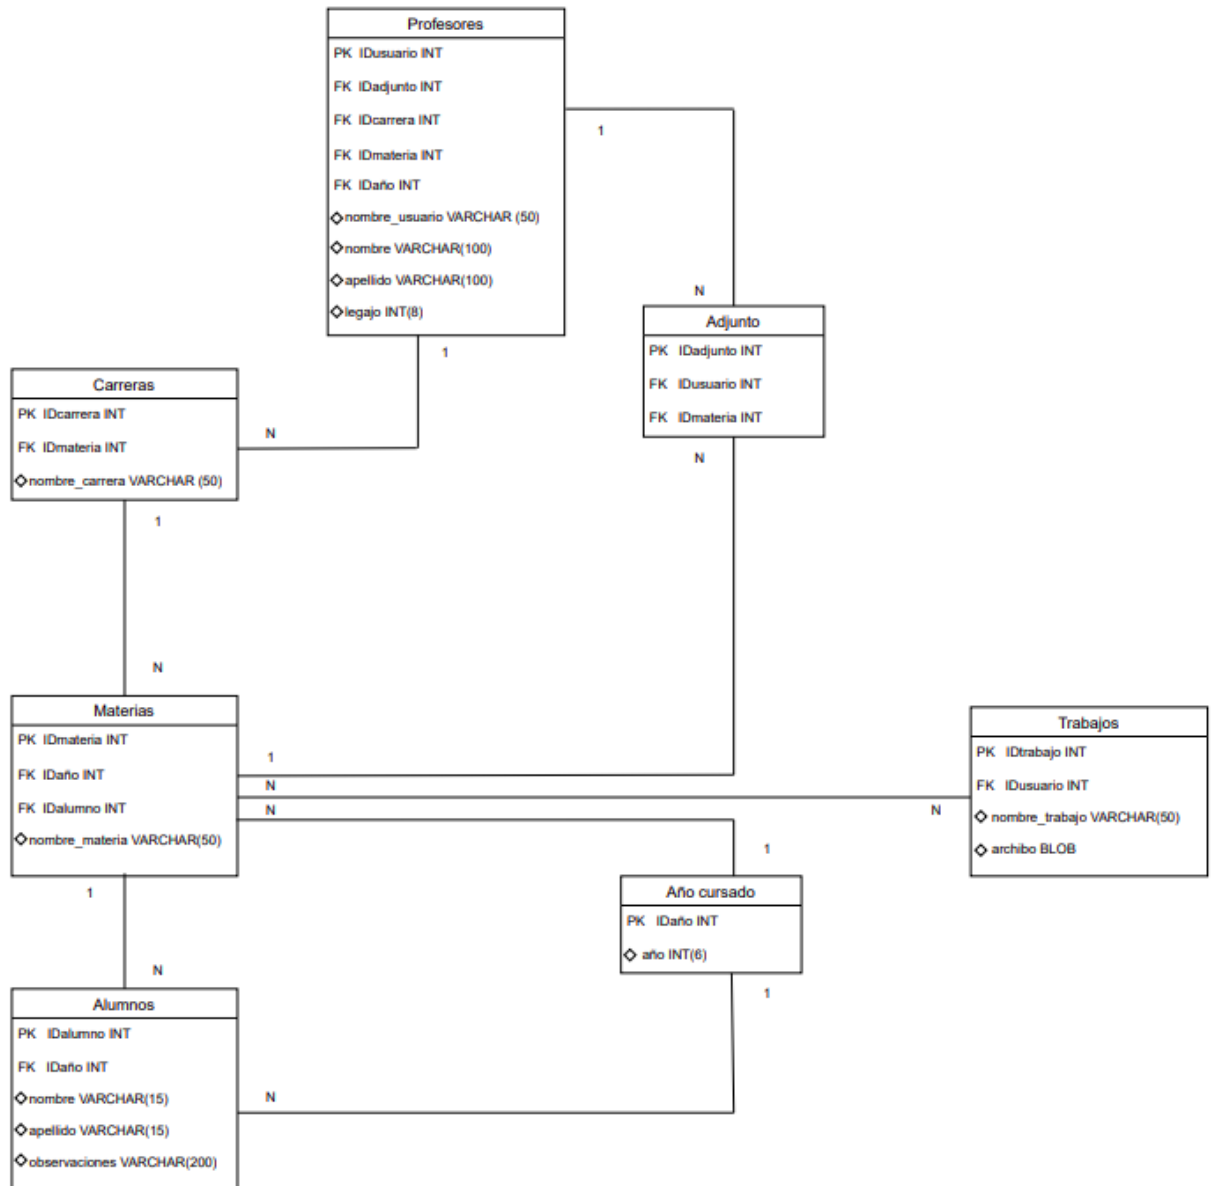 Profesores
PK IDusuario INT
FK IDadjunto INT
FK IDcarrera INT
FK IDmateria INT
FK IDaño INT
nombre_usuario VARCHAR (50)
nombre VARCHAR(100)
apellido VARCHAR(100)
legajo INT(8)
1
1
N
Adjunto
PK IDadjunto INT
FK IDusuario INT
FK IDmateria INT
N
Carreras
PK IDcarrera INT
FK IDmateria INT
nombre_carrera VARCHAR (50)
N
1
N
Materias
PK IDmateria INT
FK IDaño INT
FK IDalumno INT
nombre_materia VARCHAR(50)
1
N
N
1
N
Trabajos
PK IDtrabajo INT
FK IDusuario INT
nombre_trabajo VARCHAR(50)
archibo BLOB
N
1
Año cursado
PK IDaño INT
año INT(6)
1
Alumnos
PK IDalumno INT
FK IDaño INT
nombre VARCHAR(15)
apellido VARCHAR(15)
observaciones VARCHAR(200)
N